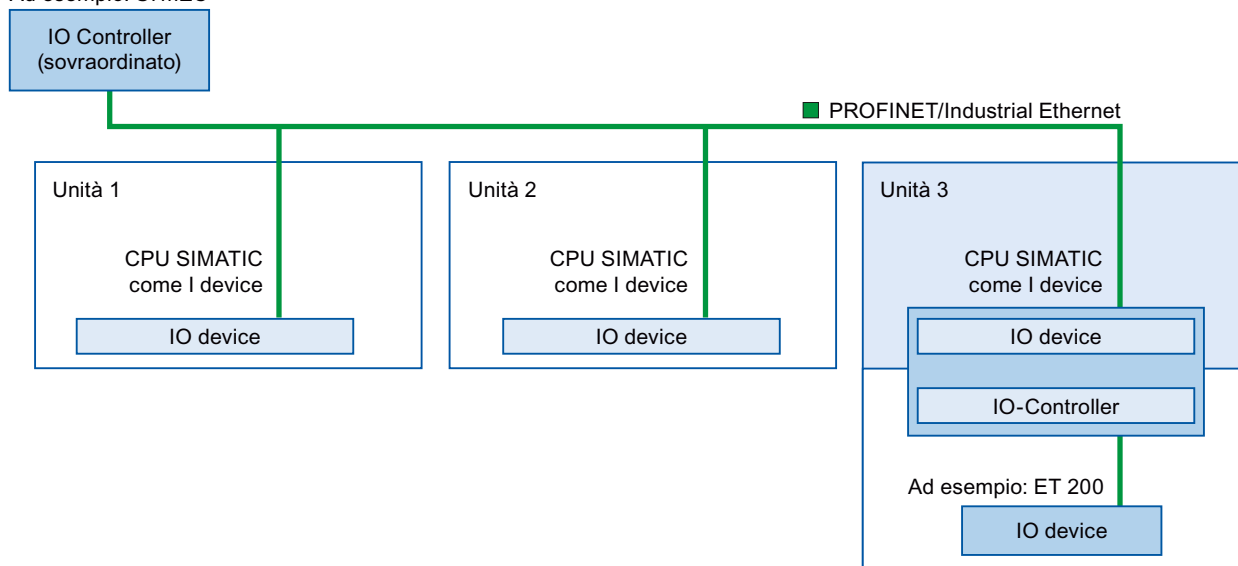 Ad esempio:
IO Controller
(sovraordinato)
PROFINET/Industrial Ethernet
Unità 1
CPU SIMATIC
come I device
IO device
Unità 2
CPU SIMATIC
come I device
IO device
Unità 3
CPU SIMATIC
come I device
IO device
IO-Controller
Ad esempio: ET 200
IO device